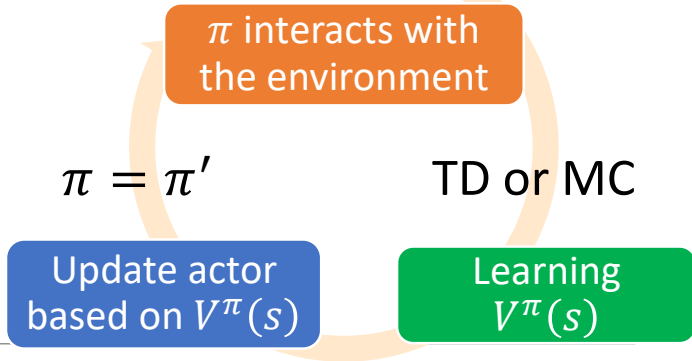 π interacts with
the environment
π = π′
TD or MC
Update actor
based on V^π(s)
Learning
V^π(s)